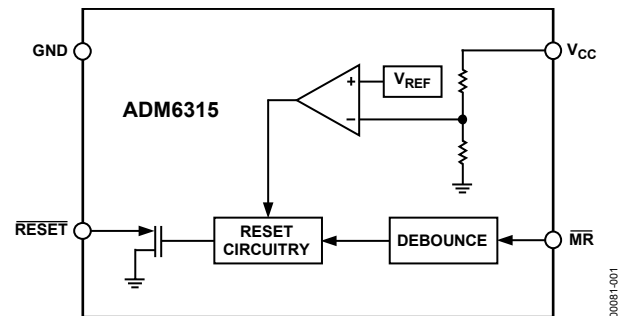 GND
VCC
VREF
+
−
ADM6315
RESET
RESET
CIRCUITRY
DEBOUNCE
MR
00081-001